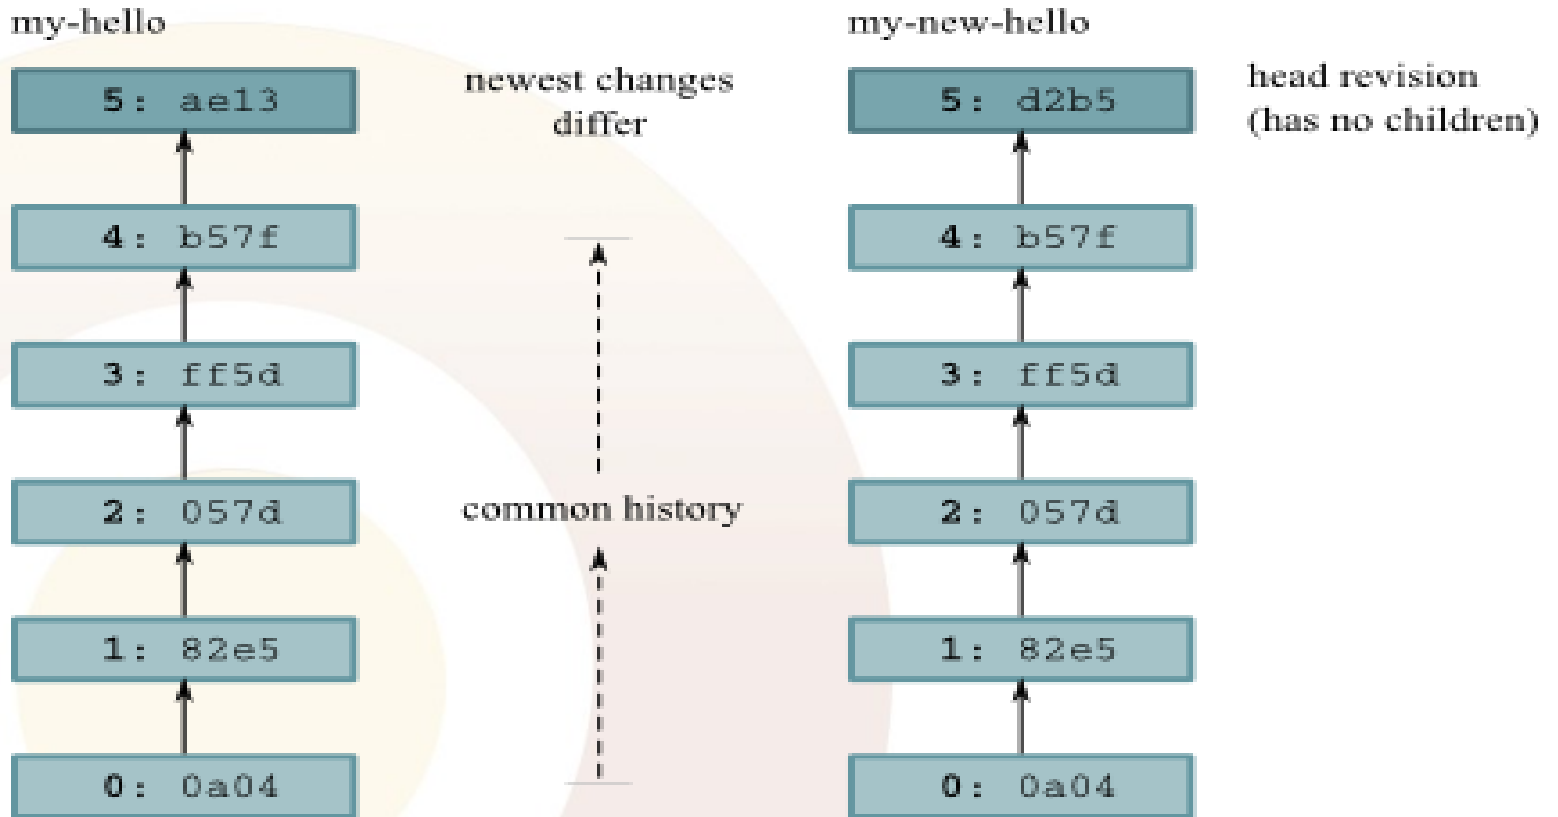 my-hello
5: ae13
4: b57f
3: ff5d
2: 057d
1: 82e5
0: 0a04
newest changes
differ
common history
my-new-hello
5: d2b5
4: b57f
3: ff5d
2: 057d
1: 82e5
0: 0a04
head revision
(has no children)